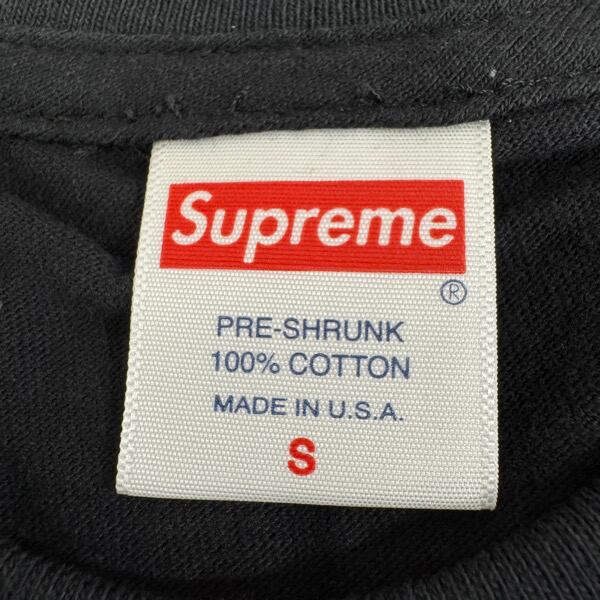 Supreme
®
PRE-SHRUNK
100% COTTON
MADE IN U.S.A.
S